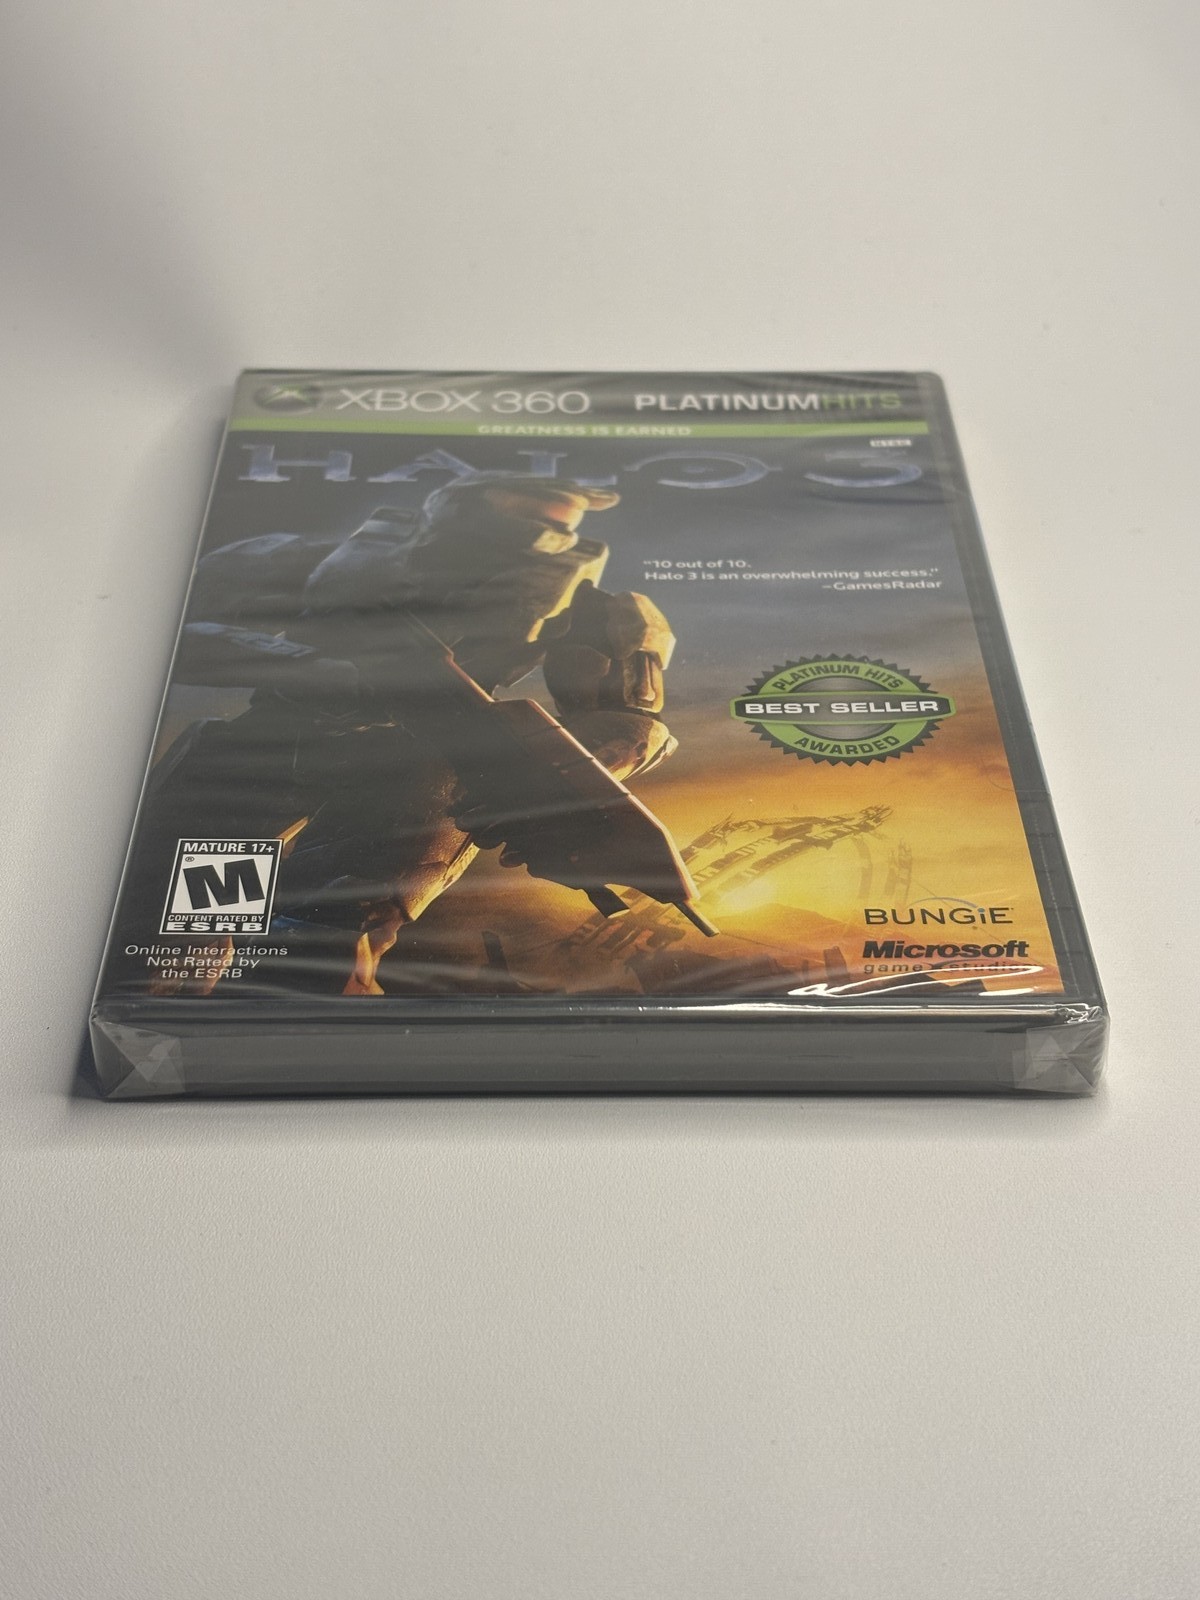 XBOX 360
PLATINUMHITS
GREATNESS IS EARNED
NTSC
HALO 3
"10 out of 10.
Halo 3 is an overwhelming success."
–GamesRadar
PLATINUM HITS
BEST SELLER
AWARDED
MATURE 17+
M
®
CONTENT RATED BY
ESRB
Online Interactions
Not Rated by
the ESRB
BUNGiE
Microsoft
game studios